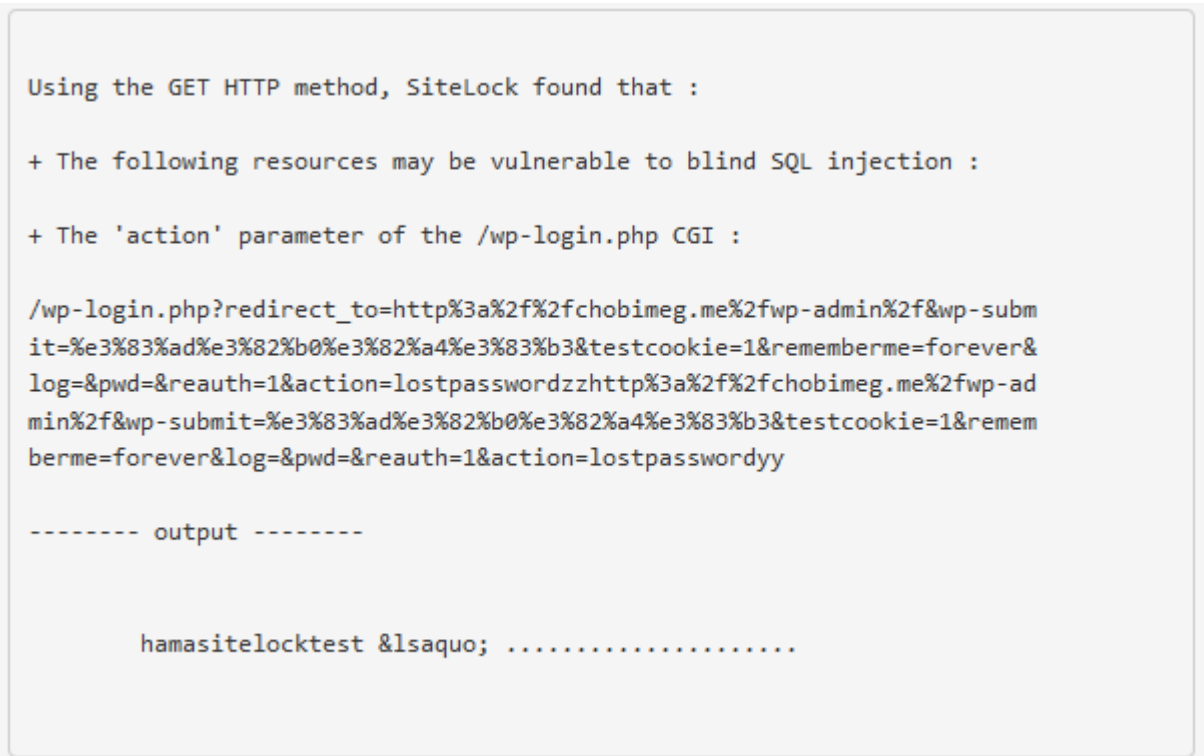 Using the GET HTTP method, SiteLock found that :
+ The following resources may be vulnerable to blind SQL injection :
+ The 'action' parameter of the /wp-login.php CGI :
/wp-login.php?redirect_to=http%3a%2f%2fchobimeg.me%2fwp-admin%2f&wp-subm
it=%e3%83%ad%e3%82%b0%e3%82%a4%e3%83%b3&testcookie=1&rememberme=forever&
log=&pwd=&reauth=1&action=lostpasswordzzhttp%3a%2f%2fchobimeg.me%2fwp-ad
min%2f&wp-submit=%e3%83%ad%e3%82%b0%e3%82%a4%e3%83%b3&testcookie=1&remem
berme=forever&log=&pwd=&reauth=1&action=lostpasswordyy
-------- output --------
hamasitelocktest &lsaquo; .....................